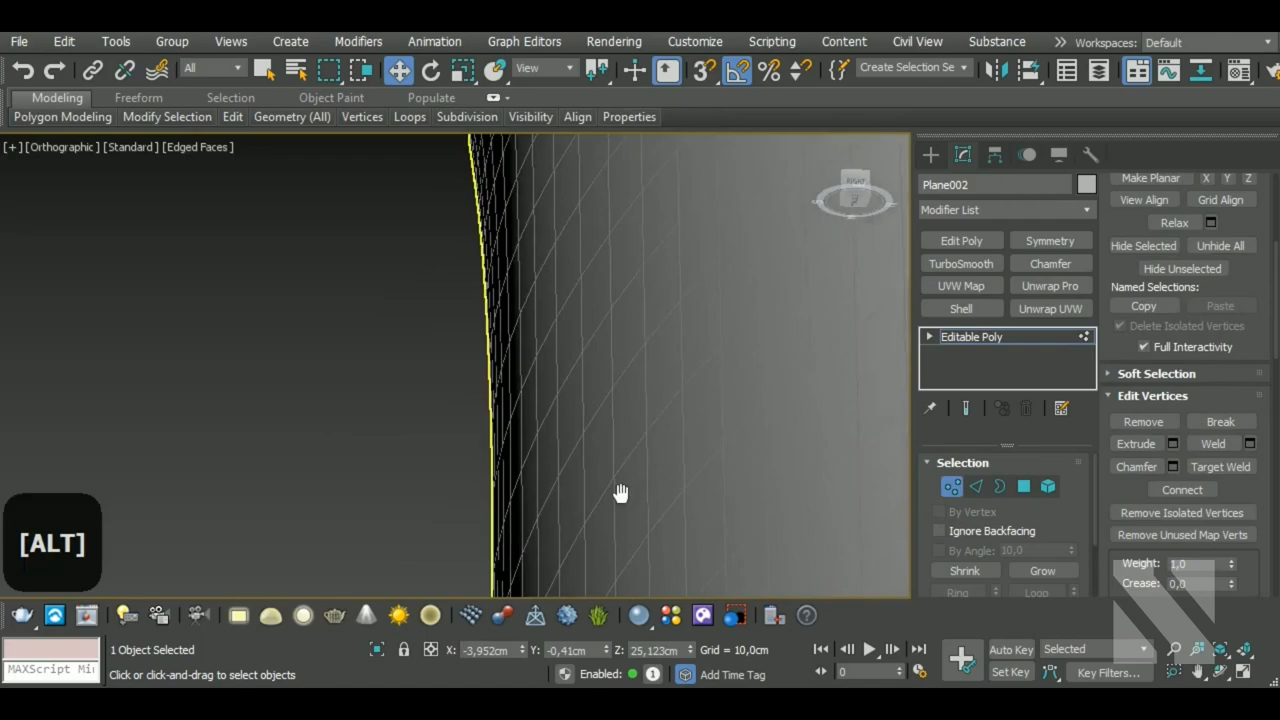 File Edit Tools Group Views Create Modifiers Animation Graph Editors Rendering Customize Scripting Content Civil View Substance Workspaces: Default
All View Create Selection Se
Modeling Freeform Selection Object Paint Populate
Polygon Modeling Modify Selection Edit Geometry (All) Vertices Loops Subdivision Visibility Align Properties
[+] [Orthographic] [Standard] [Edged Faces]
RIGHT
Plane002
Modifier List
Edit Poly Symmetry
TurboSmooth Chamfer
UVW Map Unwrap Pro
Shell Unwrap UVW
Editable Poly
Selection
By Vertex
Ignore Backfacing
By Angle: 10,0
Shrink Grow
Ring Loop
Make Planar X Y Z
View Align Grid Align
Relax
Hide Selected Unhide All
Hide Unselected
Named Selections:
Copy Paste
Delete Isolated Vertices
Full Interactivity
Soft Selection
Edit Vertices
Remove Break
Extrude Weld
Chamfer Target Weld
Connect
Remove Isolated Vertices
Remove Unused Map Verts
Weight: 1,0
Crease: 0,0
[ALT]
1 Object Selected X: -3,952cm Y: -0,41cm Z: 25,123cm Grid = 10,0cm Auto Key Selected
MAXScript Mi Click or click-and-drag to select objects Enabled: 1 Add Time Tag 0 Set Key Key Filters...